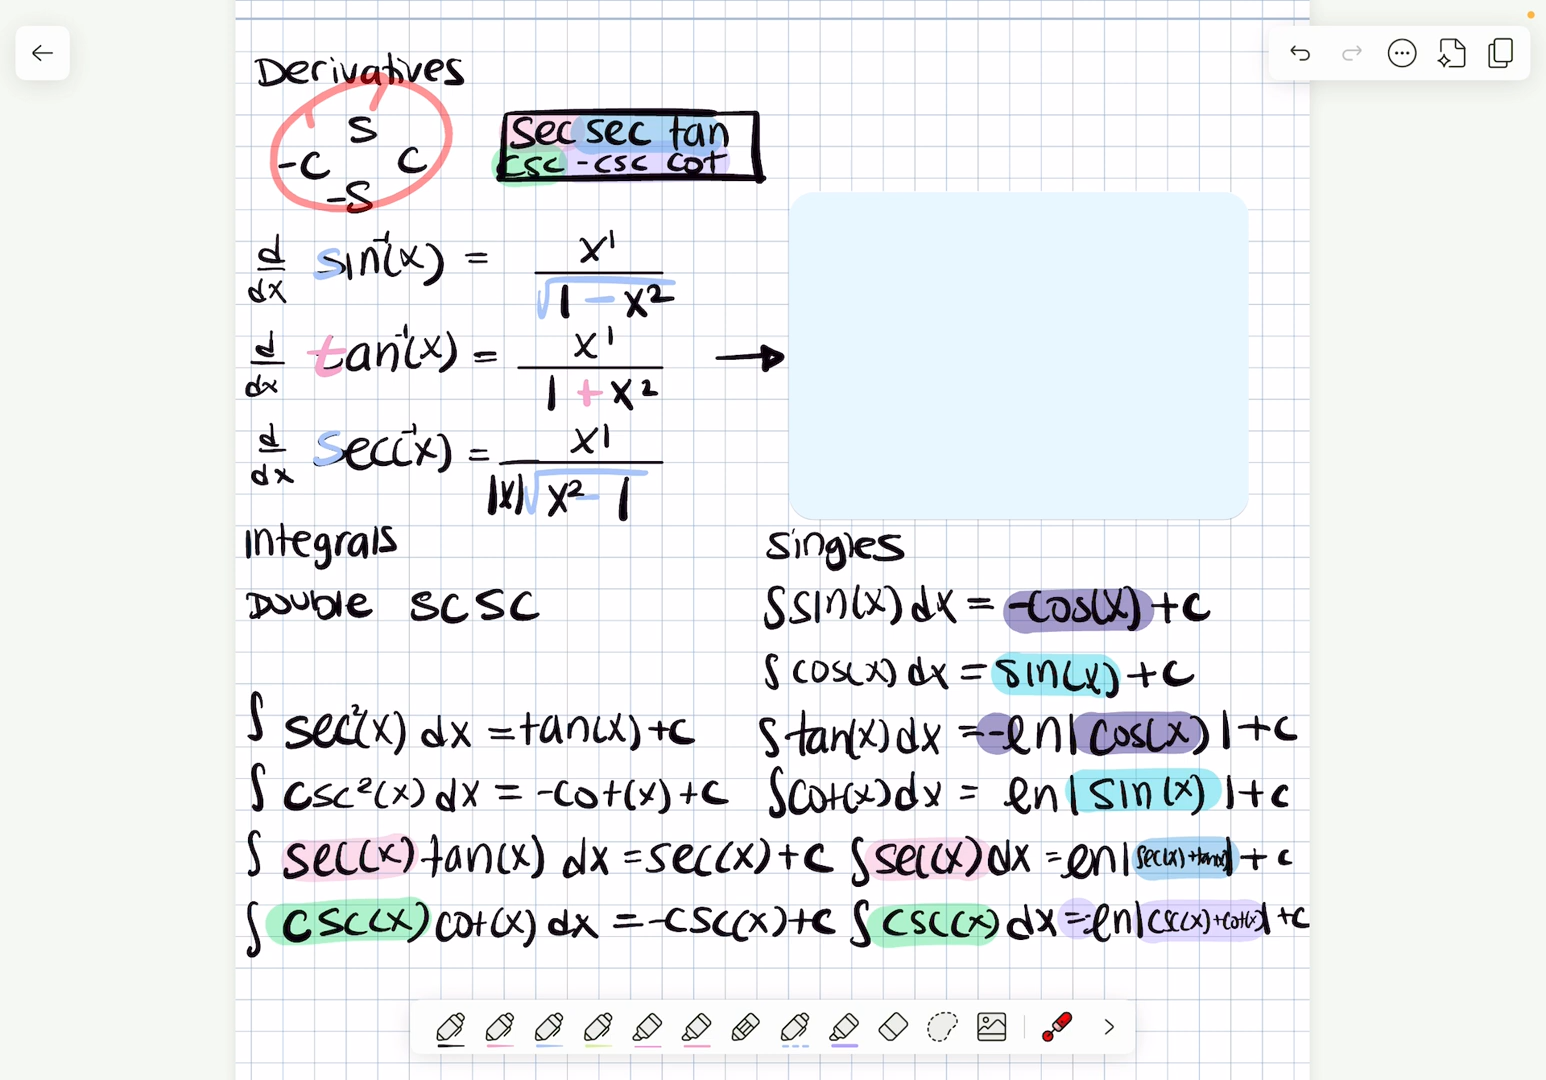 Derivatives
S
-C C
-S
sec sec tan
csc -csc cot
d/dx sin⁻¹(x) = x'/√(1 - x²)
d/dx tan⁻¹(x) = x'/(1 + x²) →
d/dx sec⁻¹(x) = x'/(|x|√(x² - 1))
Integrals
Double SCSC
∫ sec²(x) dx = tan(x) + C
∫ csc²(x) dx = -cot(x) + C
∫ sec(x) tan(x) dx = sec(x) + C
∫ csc(x) cot(x) dx = -csc(x) + C
Singles
∫ sin(x) dx = -cos(x) + C
∫ cos(x) dx = sin(x) + C
∫ tan(x) dx = -ln|cos(x)| + C
∫ cot(x) dx = ln|sin(x)| + C
∫ sec(x) dx = ln|sec(x) + tan(x)| + C
∫ csc(x) dx = -ln|csc(x) + cot(x)| + C